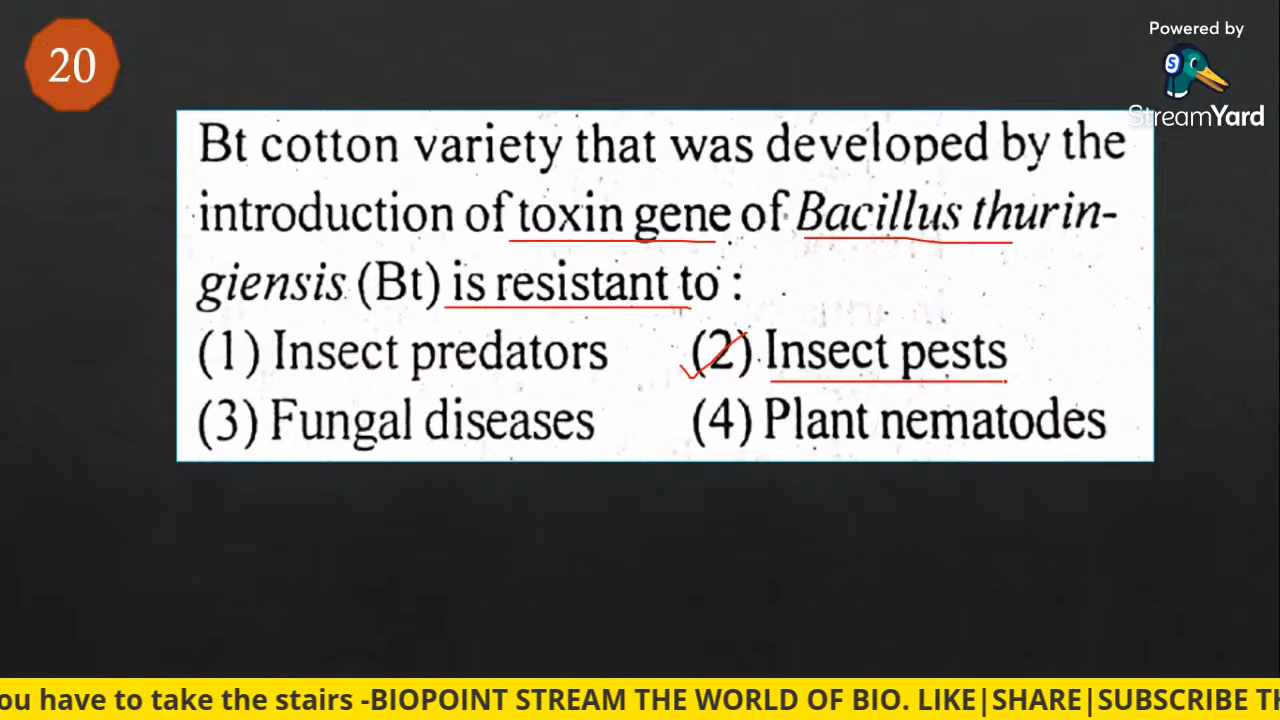 20
Powered by
StreamYard
Bt cotton variety that was developed by the
introduction of toxin gene of Bacillus thurin-
giensis (Bt) is resistant to :
(1) Insect predators (2) Insect pests
(3) Fungal diseases (4) Plant nematodes
ou have to take the stairs -BIOPOINT STREAM THE WORLD OF BIO. LIKE|SHARE|SUBSCRIBE TH